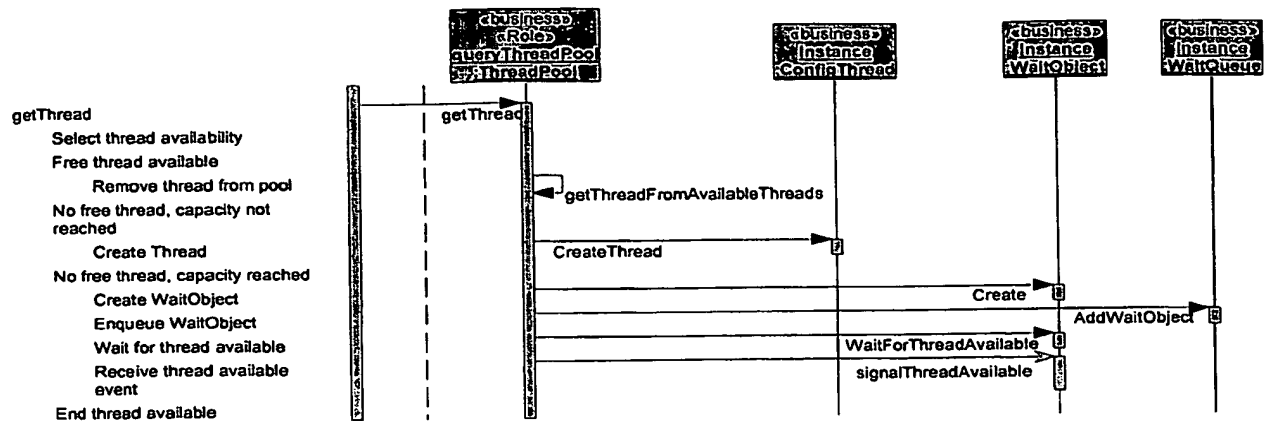 «business»
«Role»
queryThreadPool
:ThreadPool
«business»
Instance
:ConfigThread
«business»
Instance
:WaitObject
«business»
Instance
:WaitQueue
getThread
Select thread availability
Free thread available
Remove thread from pool
No free thread, capacity not
reached
Create Thread
No free thread, capacity reached
Create WaitObject
Enqueue WaitObject
Wait for thread available
Receive thread available
event
End thread available
getThread
getThreadFromAvailableThreads
CreateThread
Create
AddWaitObject
WaitForThreadAvailable
signalThreadAvailable